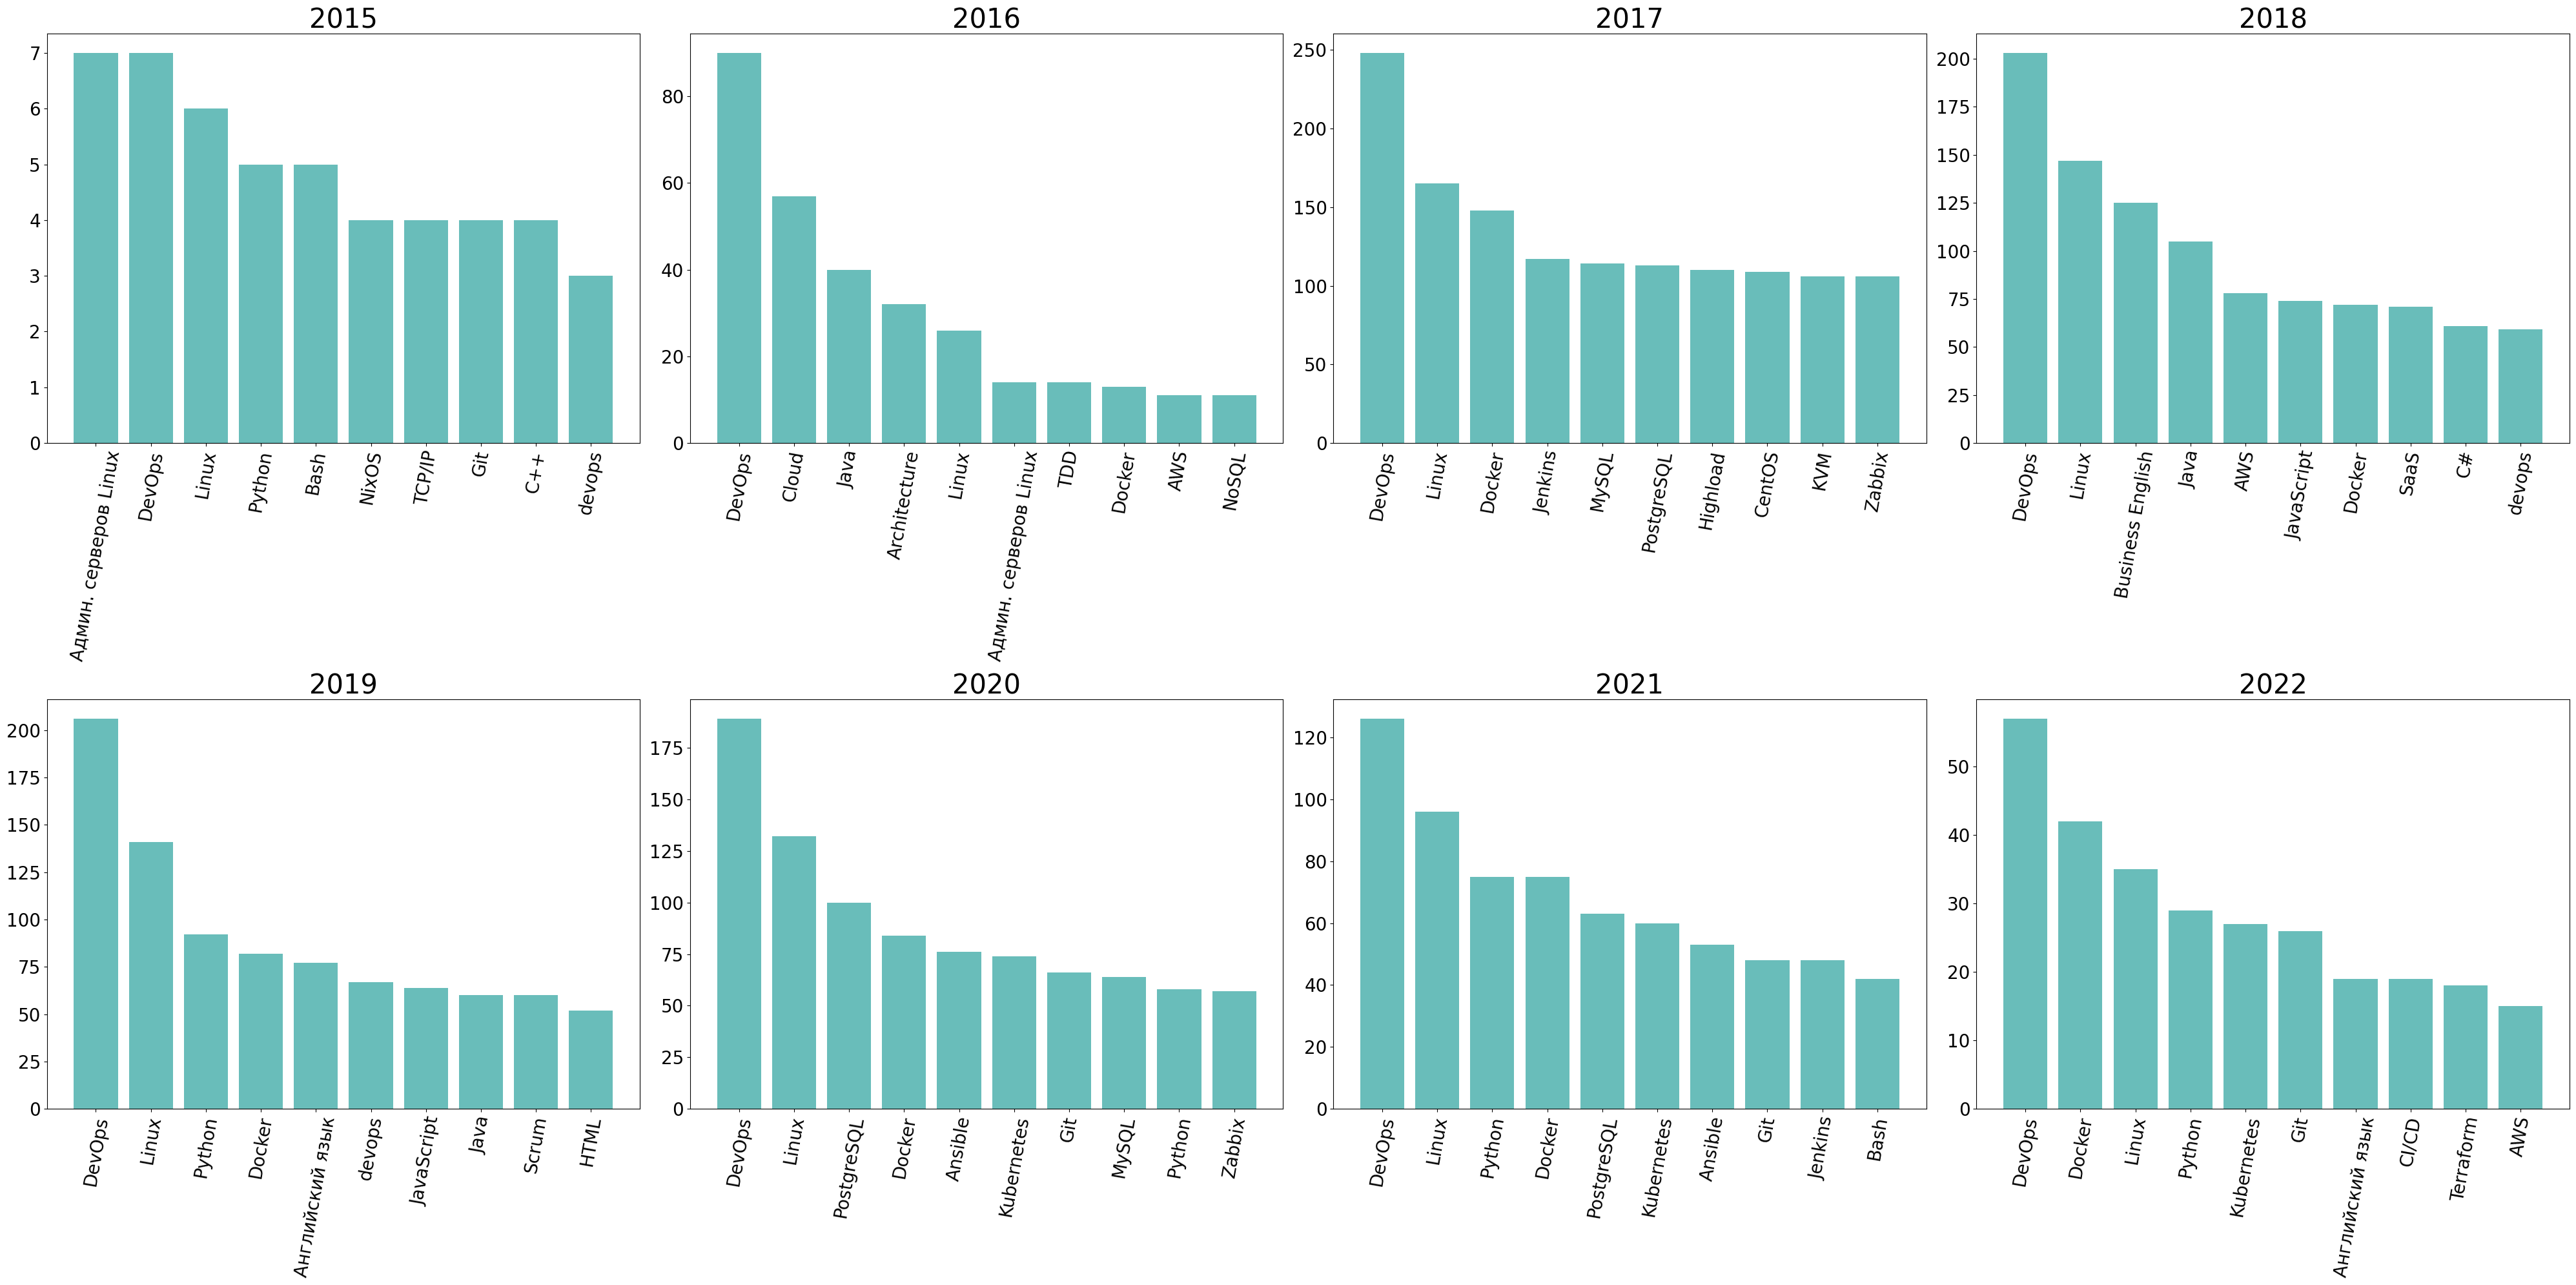 2015
7
6
5
4
3
2
1
0
Админ. серверов Linux
DevOps
Linux
Python
Bash
NixOS
TCP/IP
Git
C++
devops
2016
80
60
40
20
0
DevOps
Cloud
Java
Architecture
Linux
Админ. серверов Linux
TDD
Docker
AWS
NoSQL
2017
250
200
150
100
50
0
DevOps
Linux
Docker
Jenkins
MySQL
PostgreSQL
Highload
CentOS
KVM
Zabbix
2018
200
175
150
125
100
75
50
25
0
DevOps
Linux
Business English
Java
AWS
JavaScript
Docker
SaaS
C#
devops
2019
200
175
150
125
100
75
50
25
0
DevOps
Linux
Python
Docker
Английский язык
devops
JavaScript
Java
Scrum
HTML
2020
175
150
125
100
75
50
25
0
DevOps
Linux
PostgreSQL
Docker
Ansible
Kubernetes
Git
MySQL
Python
Zabbix
2021
120
100
80
60
40
20
0
DevOps
Linux
Python
Docker
PostgreSQL
Kubernetes
Ansible
Git
Jenkins
Bash
2022
50
40
30
20
10
0
DevOps
Docker
Linux
Python
Kubernetes
Git
Английский язык
CI/CD
Terraform
AWS